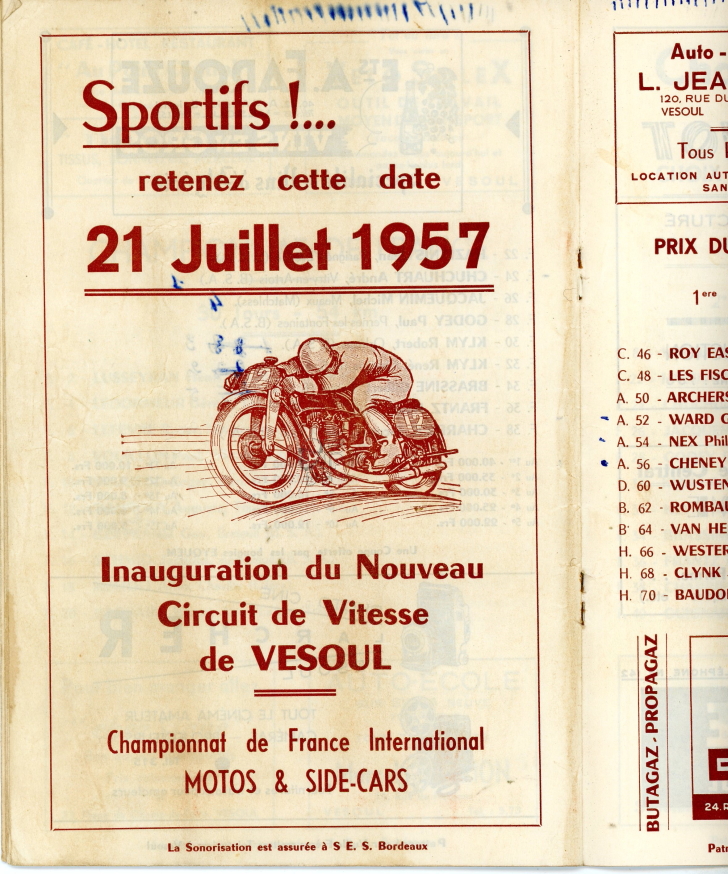 Sportifs !...
retenez cette date
21 Juillet 1957
12
Inauguration du Nouveau
Circuit de Vitesse
de VESOUL
Championnat de France International
MOTOS & SIDE-CARS
La Sonorisation est assurée à S E. S. Bordeaux
Auto -
L. JEA
120, RUE DU
VESOUL
Tous
LOCATION AUT
SAN
PRIX DU
1ere
C. 46 - ROY EAS
C. 48 - LES FISC
A. 50 - ARCHERS
A. 52 - WARD
A. 54 - NEX Phil
A. 56 - CHENEY
D. 60 - WUSTEN
B. 62 - ROMBAU
B 64 - VAN HE
H. 66 - WESTER
H. 68 - CLYNK
H. 70 - BAUDO
BUTAGAZ - PROPAGAZ
24. R
Patr